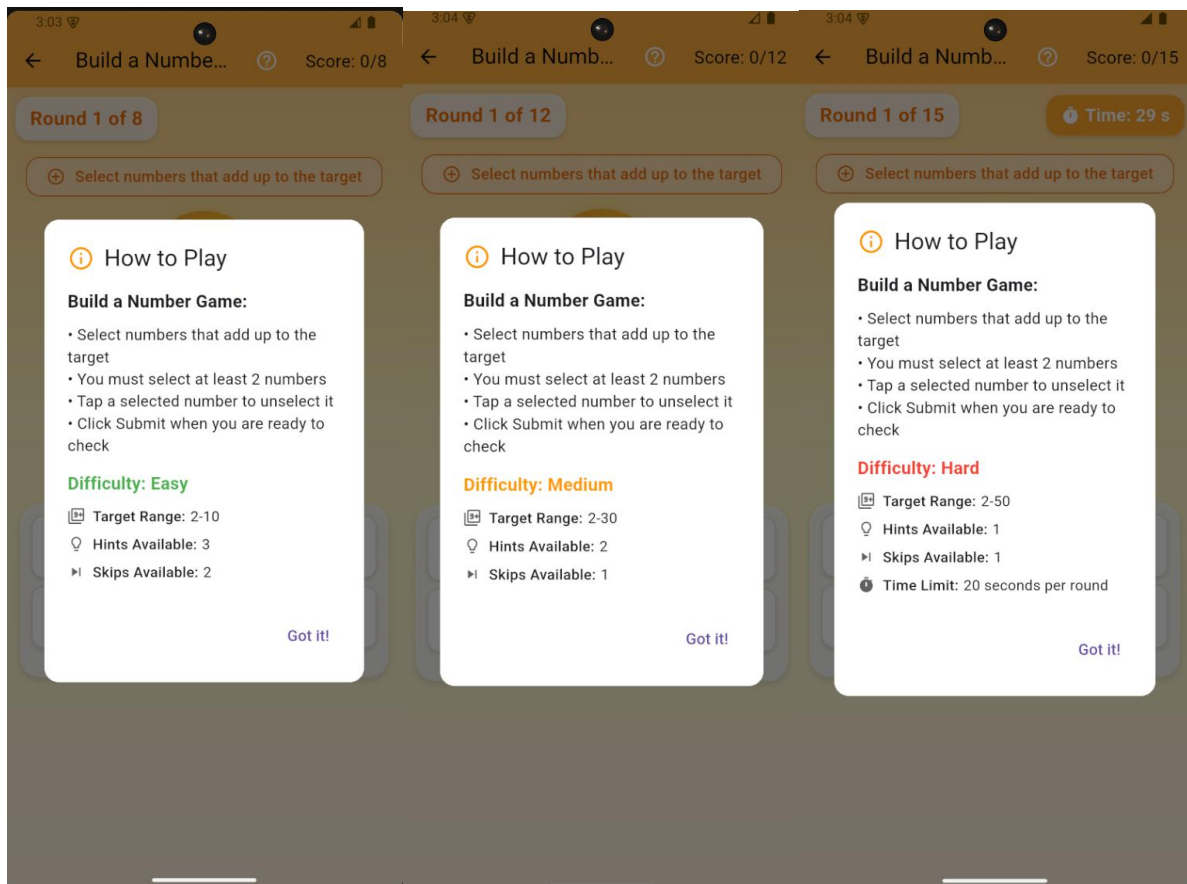 3:03
Build a Numbe...
Score: 0/8
Round 1 of 8
Select numbers that add up to the target
How to Play
Build a Number Game:
• Select numbers that add up to the
target
• You must select at least 2 numbers
• Tap a selected number to unselect it
• Click Submit when you are ready to
check
Difficulty: Easy
Target Range: 2-10
Hints Available: 3
Skips Available: 2
Got it!
3:04
Build a Numb...
Score: 0/12
Round 1 of 12
Select numbers that add up to the target
How to Play
Build a Number Game:
• Select numbers that add up to the
target
• You must select at least 2 numbers
• Tap a selected number to unselect it
• Click Submit when you are ready to
check
Difficulty: Medium
Target Range: 2-30
Hints Available: 2
Skips Available: 1
Got it!
3:04
Build a Numb...
Score: 0/15
Round 1 of 15
Time: 29 s
Select numbers that add up to the target
How to Play
Build a Number Game:
• Select numbers that add up to the
target
• You must select at least 2 numbers
• Tap a selected number to unselect it
• Click Submit when you are ready to
check
Difficulty: Hard
Target Range: 2-50
Hints Available: 1
Skips Available: 1
Time Limit: 20 seconds per round
Got it!